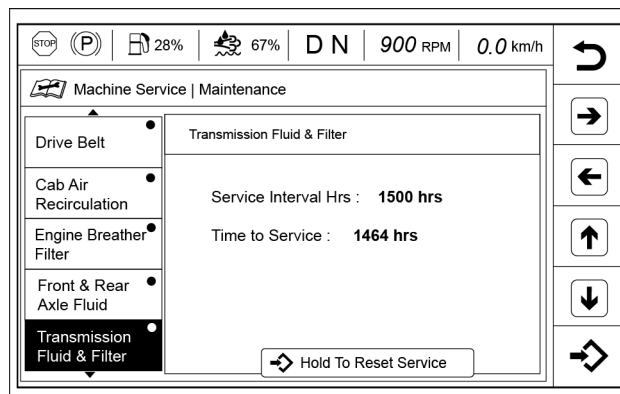 STOP P 28% 67% D N 900 RPM 0.0 km/h
Machine Service | Maintenance
Drive Belt
Cab Air
Recirculation
Engine Breather
Filter
Front & Rear
Axle Fluid
Transmission
Fluid & Filter
Transmission Fluid & Filter
Service Interval Hrs : 1500 hrs
Time to Service : 1464 hrs
Hold To Reset Service